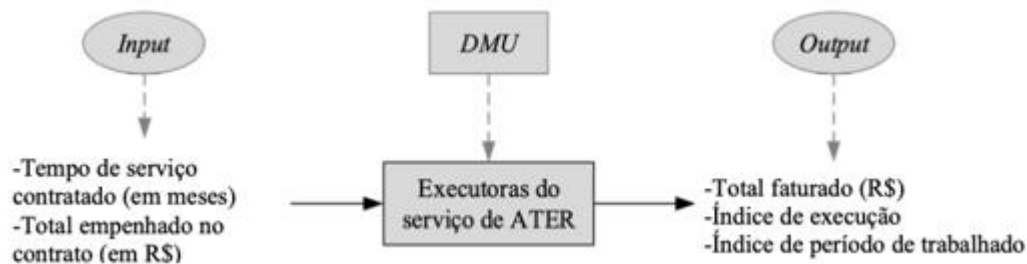 Input
DMU
Output
-Tempo de serviço
contratado (em meses)
-Total empenhado no
contrato (em R$)
Executoras do
serviço de ATER
-Total faturado (R$)
-Índice de execução
-Índice de período de trabalhado